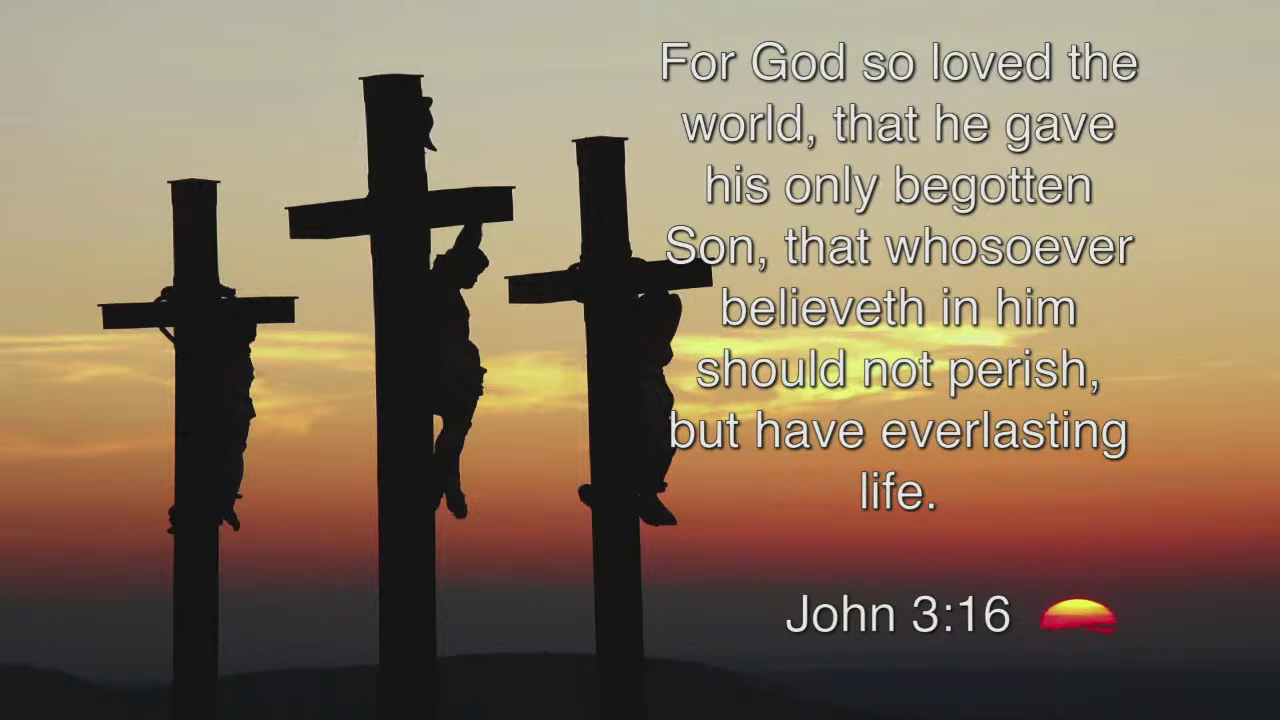 For God so loved the
world, that he gave
his only begotten
Son, that whosoever
believeth in him
should not perish,
but have everlasting
life.
John 3:16